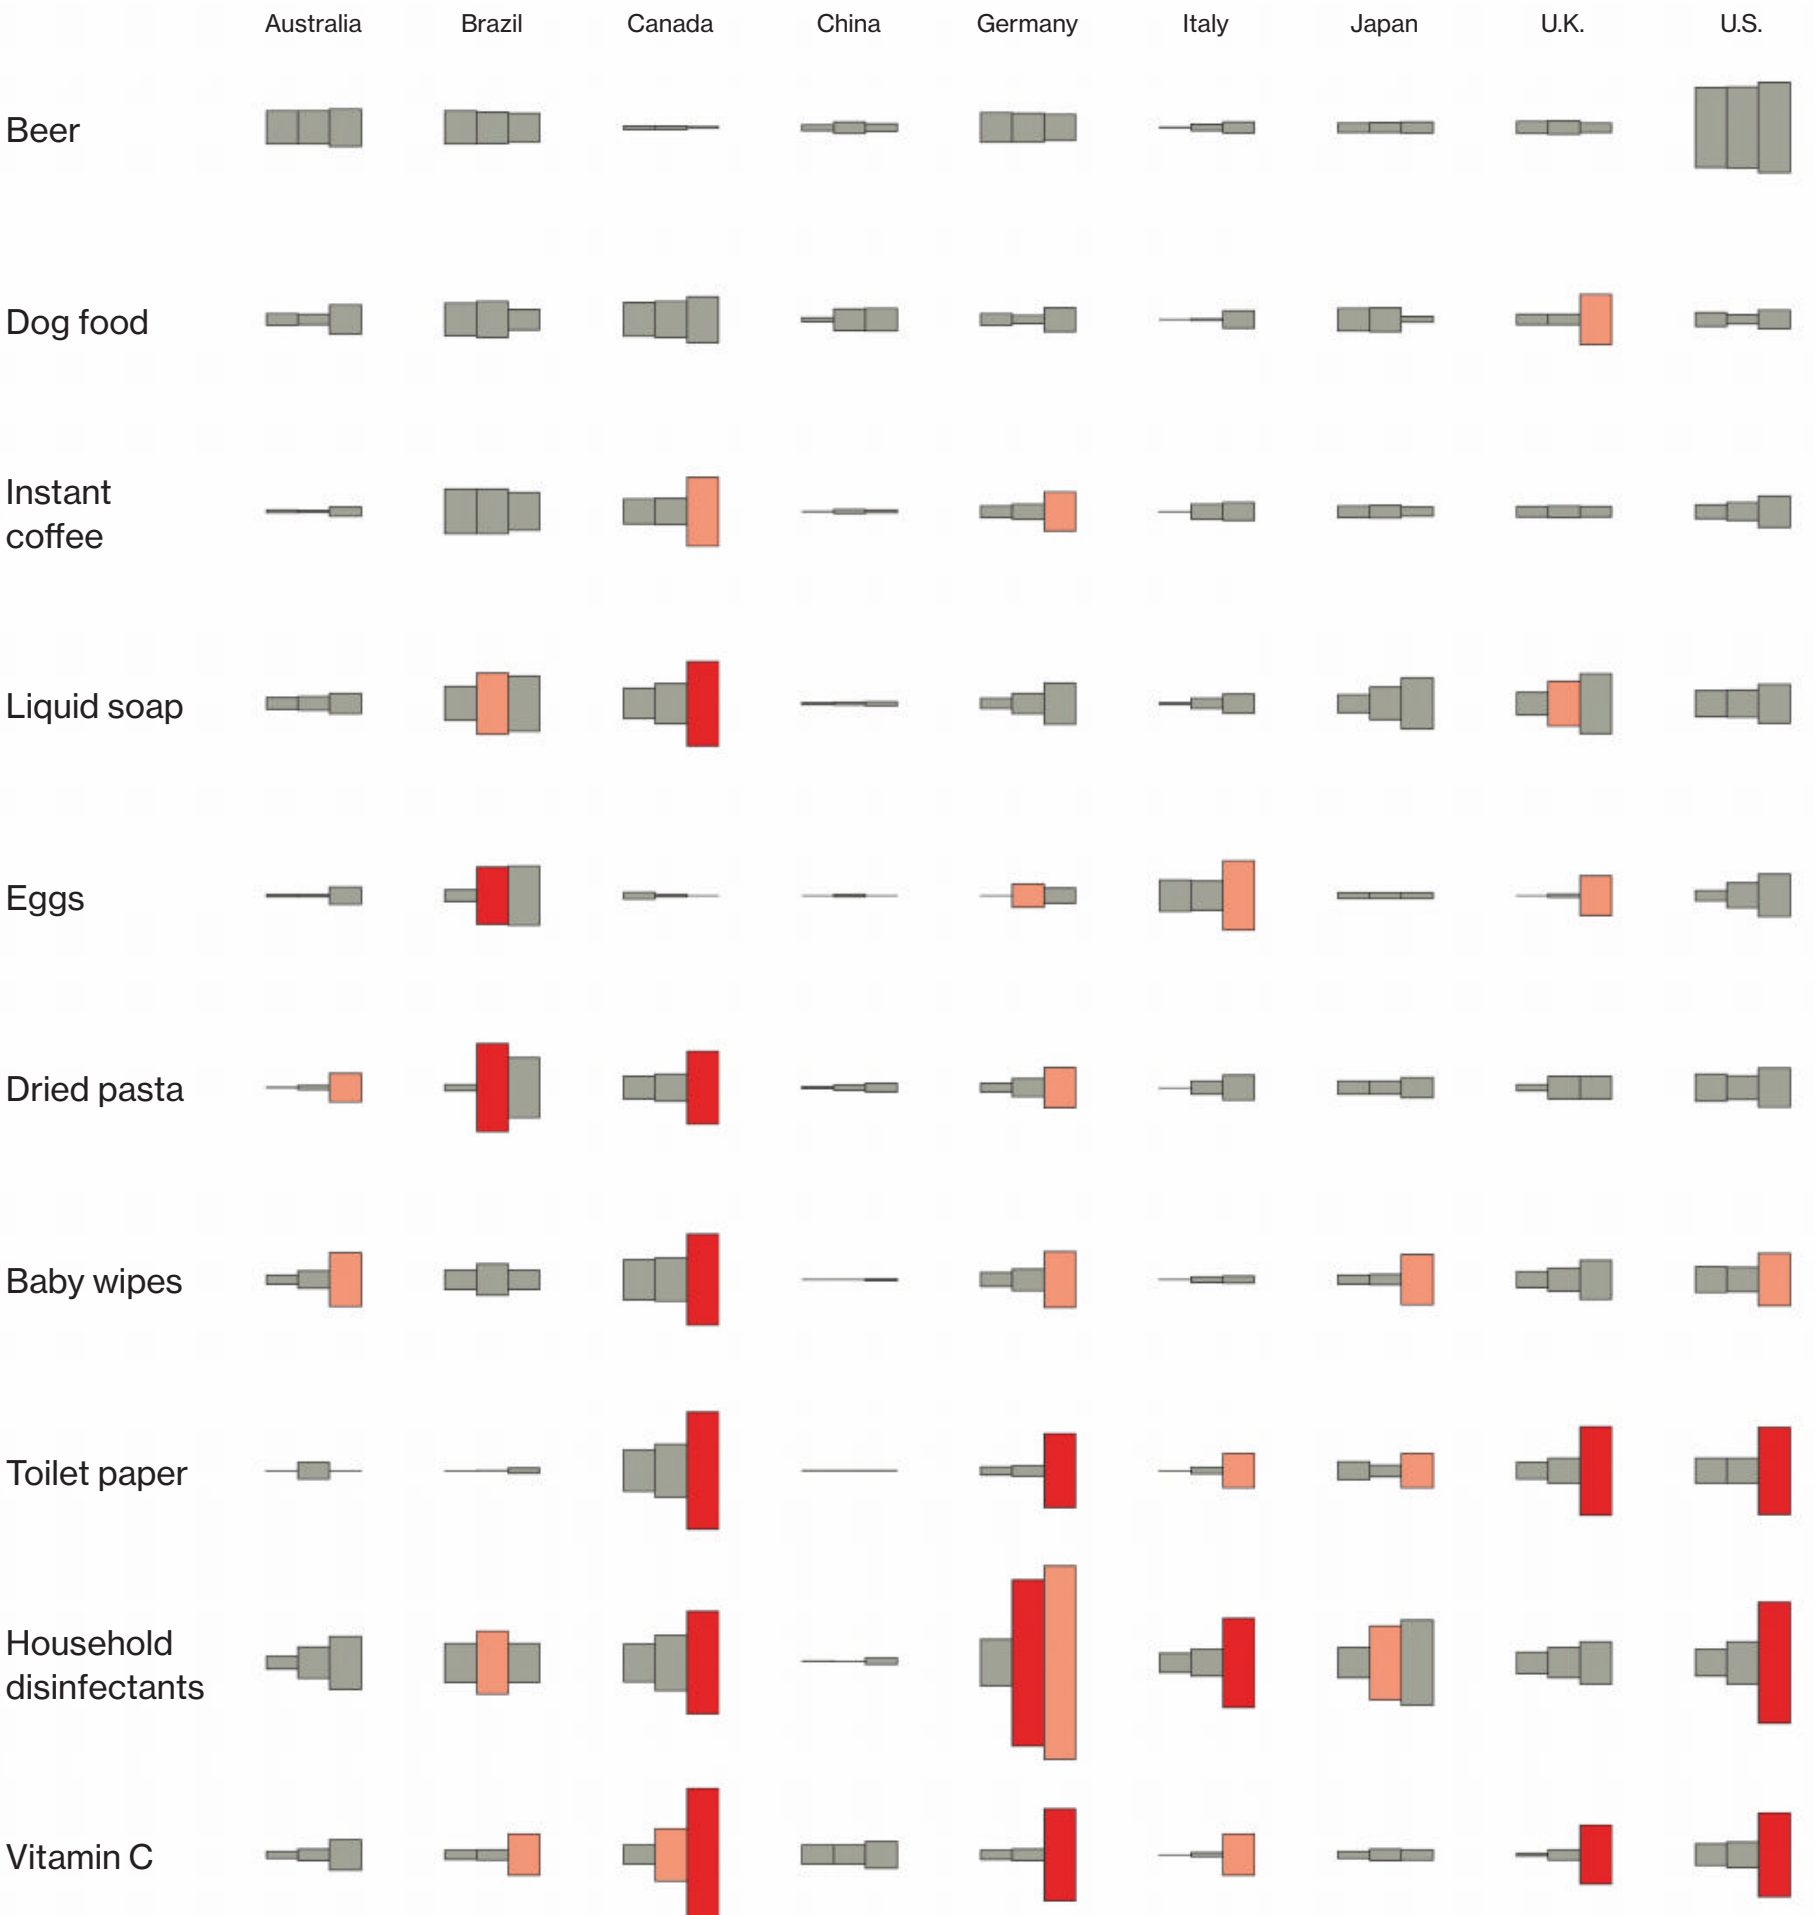 Australia Brazil Canada China Germany Italy Japan U.K. U.S.
Beer
Dog food
Instant
coffee
Liquid soap
Eggs
Dried pasta
Baby wipes
Toilet paper
Household
disinfectants
Vitamin C